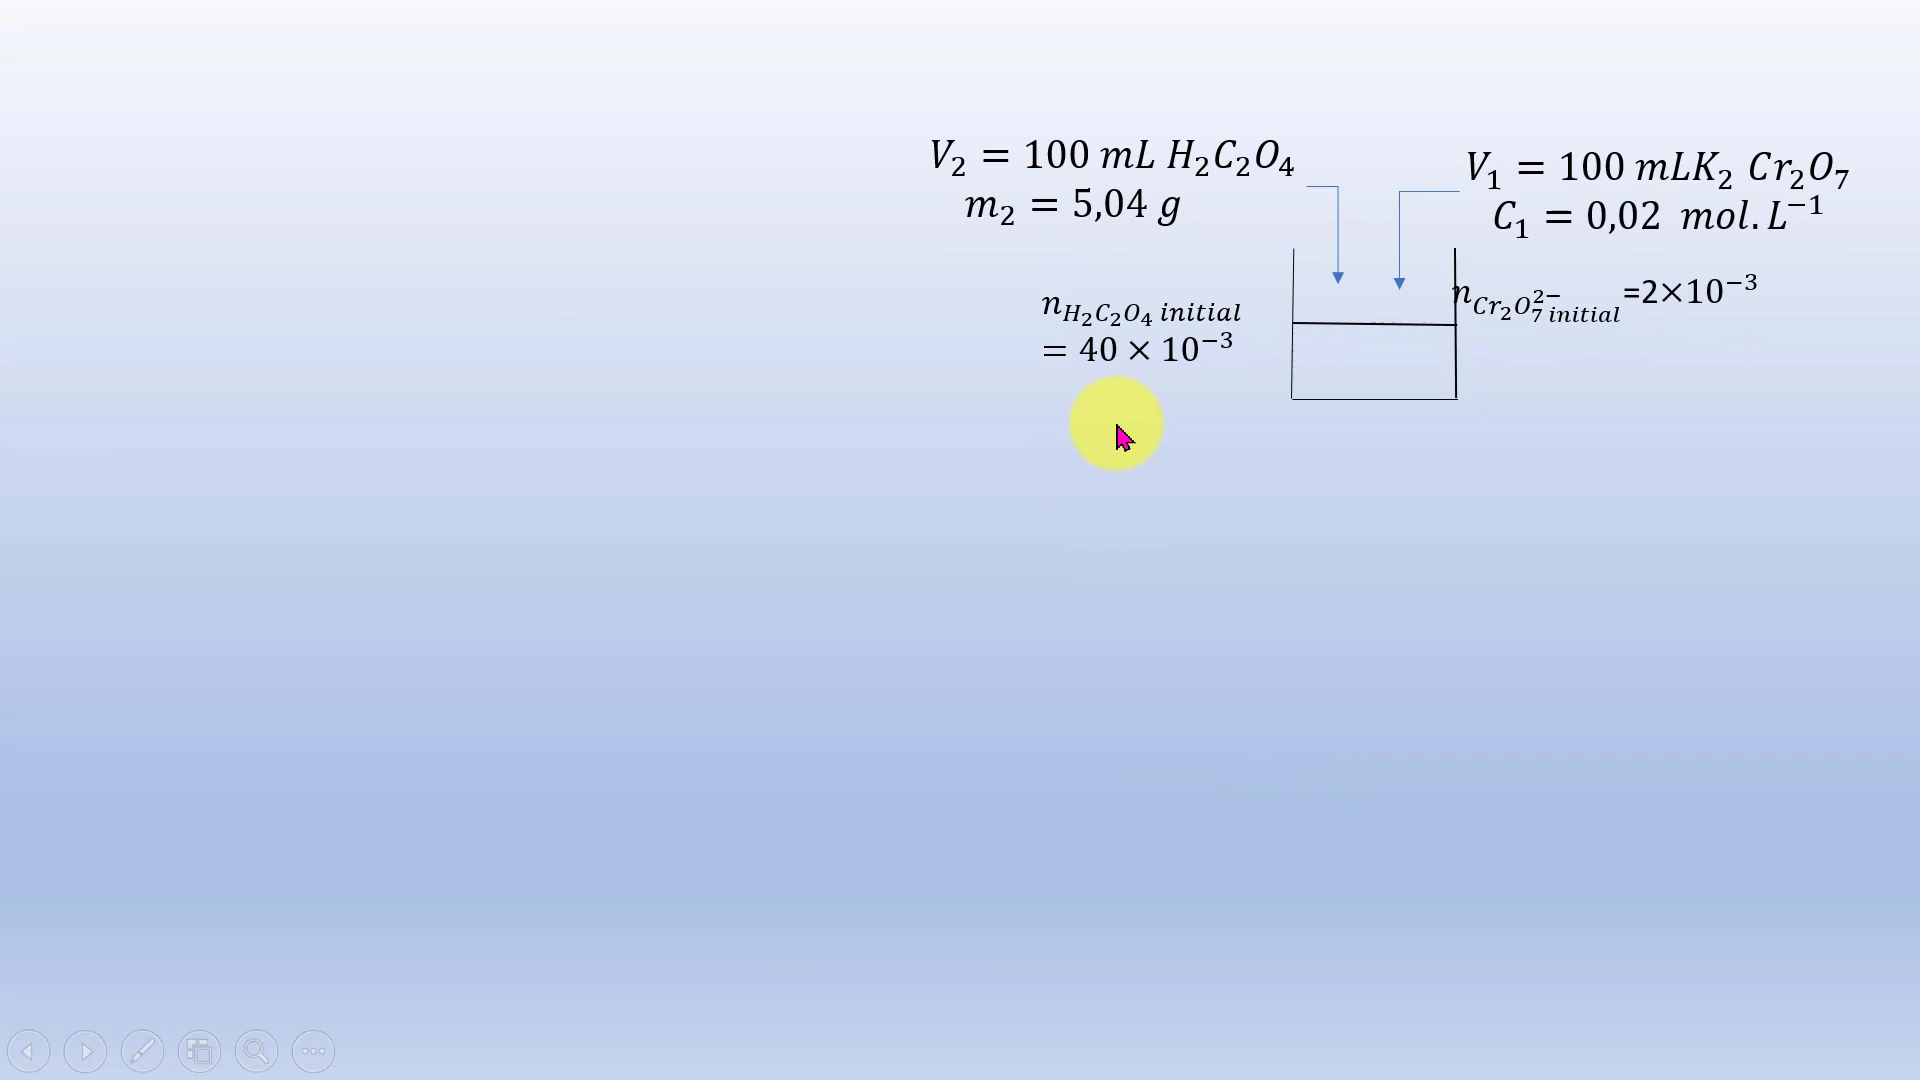 V₂ = 100 mL H₂C₂O₄
m₂ = 5,04 g
V₁ = 100 mLK₂ Cr₂O₇
C₁ = 0,02 mol.L⁻¹
n_{H₂C₂O₄ initial}
= 40 × 10⁻³
n_{Cr₂O₇²⁻ initial} =2×10⁻³